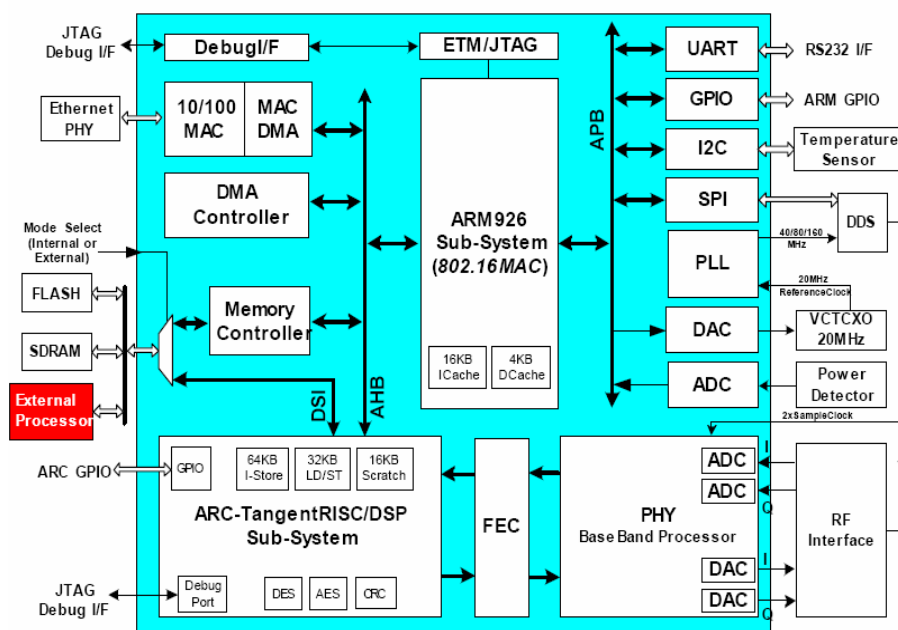 JTAG
Debug I/F
DebugI/F
ETM/JTAG
UART
RS232 I/F
Ethernet
PHY
10/100
MAC
MAC
DMA
GPIO
ARM GPIO
APB
I2C
Temperature
Sensor
DMA
Controller
SPI
DDS
ARM926
Sub-System
(802.16MAC)
Mode Select
(Internal or
External)
40/80/160
MHz
PLL
20MHz
ReferenceClock
FLASH
Memory
Controller
DAC
VCTCXO
20MHz
SDRAM
16KB
ICache
4KB
DCache
ADC
Power
Detector
External
Processor
DSI
AHB
2xSampleClock
ARC GPIO
GPIO
64KB
I-Store
32KB
LD/ST
16KB
Scratch
ADC
I
ADC
Q
ARC-TangentRISC/DSP
Sub-System
FEC
PHY
BaseBand Processor
RF
Interface
JTAG
Debug I/F
Debug
Port
DES
AES
CRC
DAC
I
DAC
Q